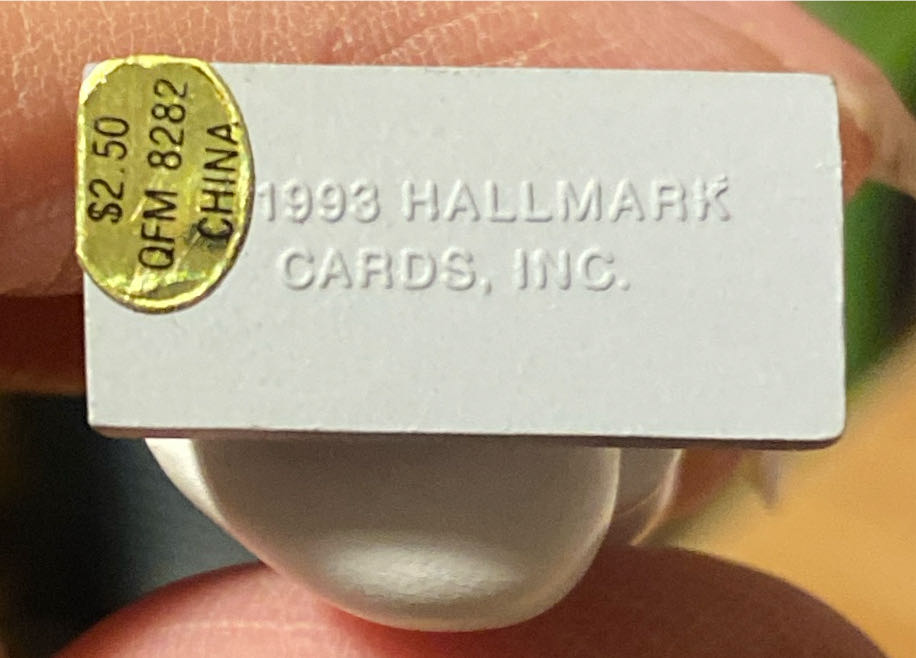 $2.50
QFM 8282
CHINA
1993 HALLMARK
CARDS, INC.